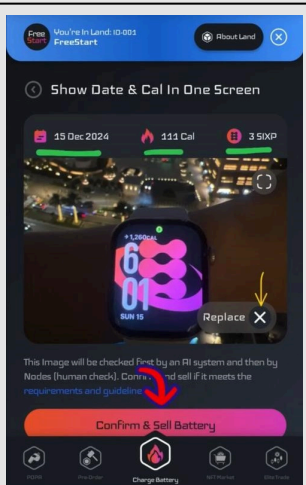 Free
Start
You're In Land: IO-001
FreeStart
About Land
Show Date & Cal In One Screen
15 Dec 2024
111 Cal
3 SIXP
+1,260CAL
6
01
SUN 15
Replace
This Image will be checked first by an AI system and then by
Nodes (human check). Confirm and sell if it meets the
requirements and guideline
Confirm & Sell Battery
Pre-Order
Charge Battery
NFT Market
EliteTrade